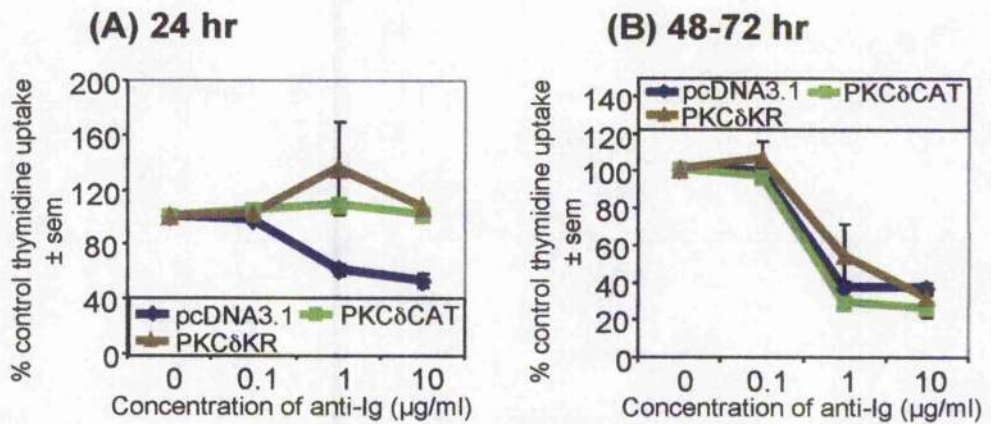 (A) 24 hr
% control thymidine uptake
± sem
200
160
120
80
40
0
pcDNA3.1 PKCδCAT
PKCδKR
0 0.1 1 10
Concentration of anti-Ig (µg/ml)
(B) 48-72 hr
% control thymidine uptake
± sem
140
120
100
80
60
40
20
0
pcDNA3.1 PKCδCAT
PKCδKR
0 0.1 1 10
Concentration of anti-Ig (µg/ml)